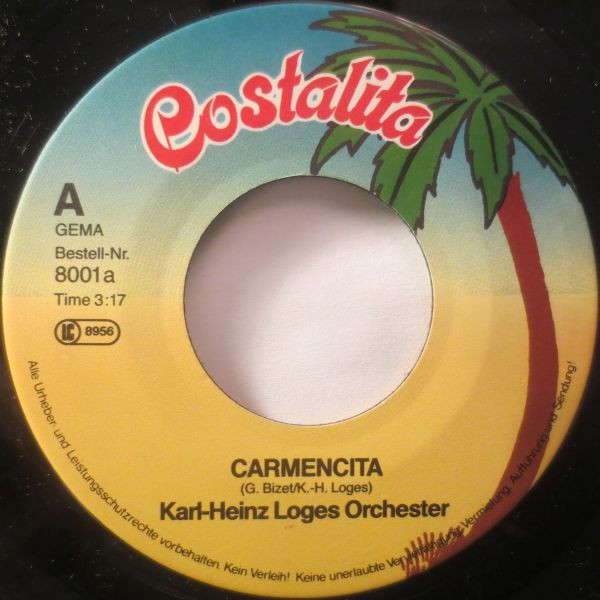 Costalita
A
GEMA
Bestell-Nr.
8001a
Time 3:17
LC 8956
CARMENCITA
(G. Bizet/K.-H. Loges)
Karl-Heinz Loges Orchester
Alle Urheber und Leistungsschutzrechte vorbehalten. Kein Verleih! Keine unerlaubte Vervielfältigung, Vermietung, Aufführung und Sendung!